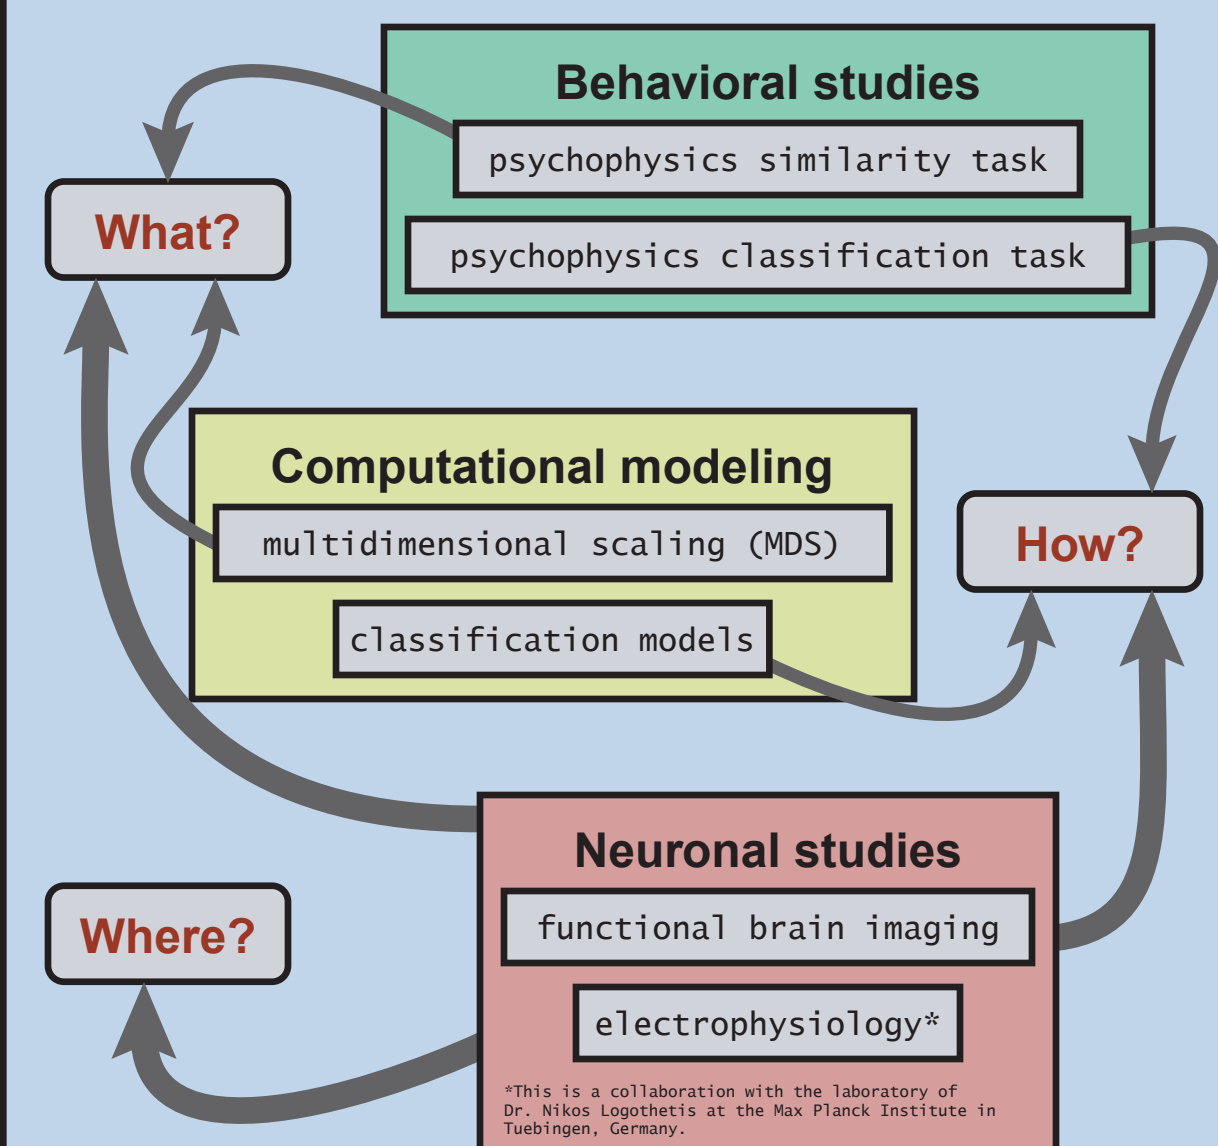 Behavioral studies
psychophysics similarity task
psychophysics classification task
What?
Computational modeling
multidimensional scaling (MDS)
classification models
How?
Neuronal studies
functional brain imaging
electrophysiology*
*This is a collaboration with the laboratory of
Dr. Nikos Logothetis at the Max Planck Institute in
Tuebingen, Germany.
Where?